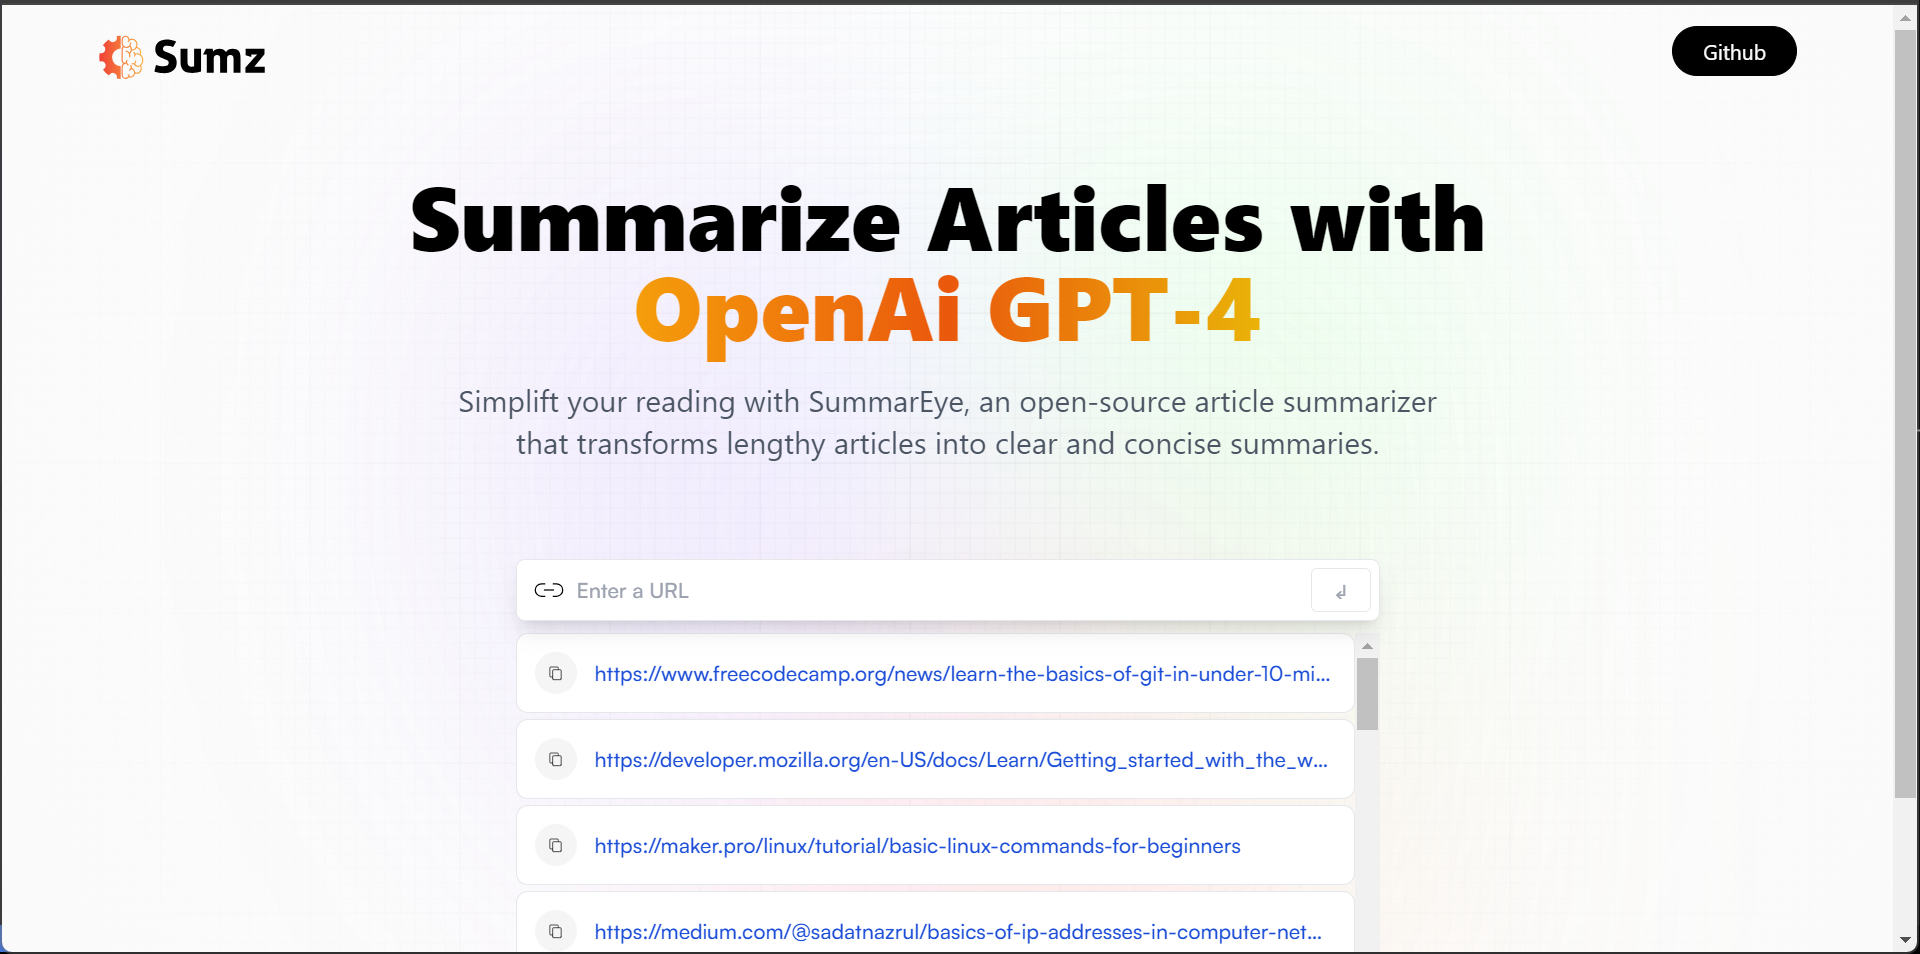 Sumz
Github
Summarize Articles with
OpenAi GPT-4
Simplift your reading with SummarEye, an open-source article summarizer
that transforms lengthy articles into clear and concise summaries.
Enter a URL
https://www.freecodecamp.org/news/learn-the-basics-of-git-in-under-10-mi...
https://developer.mozilla.org/en-US/docs/Learn/Getting_started_with_the_w...
https://maker.pro/linux/tutorial/basic-linux-commands-for-beginners
https://medium.com/@sadatnazrul/basics-of-ip-addresses-in-computer-net...